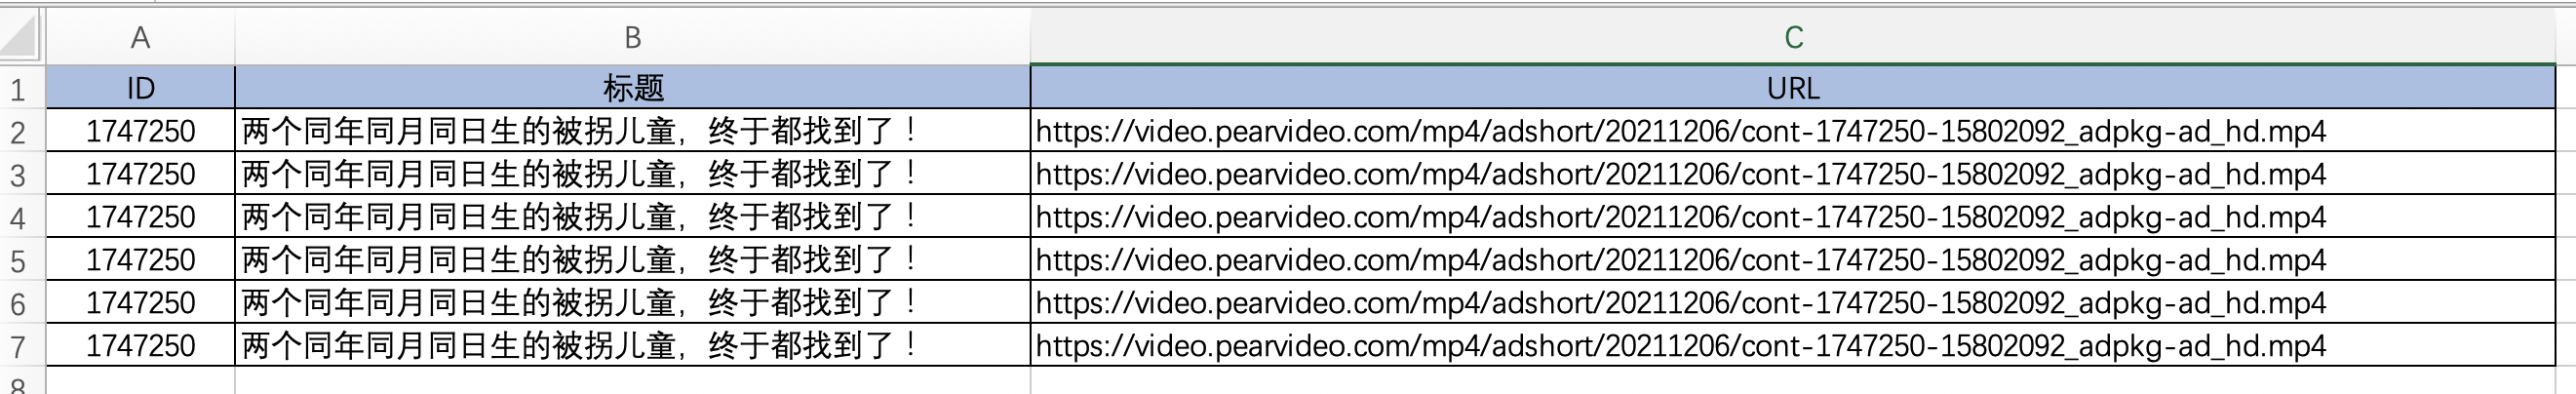 A B C
1 ID 标题 URL
2 1747250 两个同年同月同日生的被拐儿童，终于都找到了！ https://video.pearvideo.com/mp4/adshort/20211206/cont-1747250-15802092_adpkg-ad_hd.mp4
3 1747250 两个同年同月同日生的被拐儿童，终于都找到了！ https://video.pearvideo.com/mp4/adshort/20211206/cont-1747250-15802092_adpkg-ad_hd.mp4
4 1747250 两个同年同月同日生的被拐儿童，终于都找到了！ https://video.pearvideo.com/mp4/adshort/20211206/cont-1747250-15802092_adpkg-ad_hd.mp4
5 1747250 两个同年同月同日生的被拐儿童，终于都找到了！ https://video.pearvideo.com/mp4/adshort/20211206/cont-1747250-15802092_adpkg-ad_hd.mp4
6 1747250 两个同年同月同日生的被拐儿童，终于都找到了！ https://video.pearvideo.com/mp4/adshort/20211206/cont-1747250-15802092_adpkg-ad_hd.mp4
7 1747250 两个同年同月同日生的被拐儿童，终于都找到了！ https://video.pearvideo.com/mp4/adshort/20211206/cont-1747250-15802092_adpkg-ad_hd.mp4
8